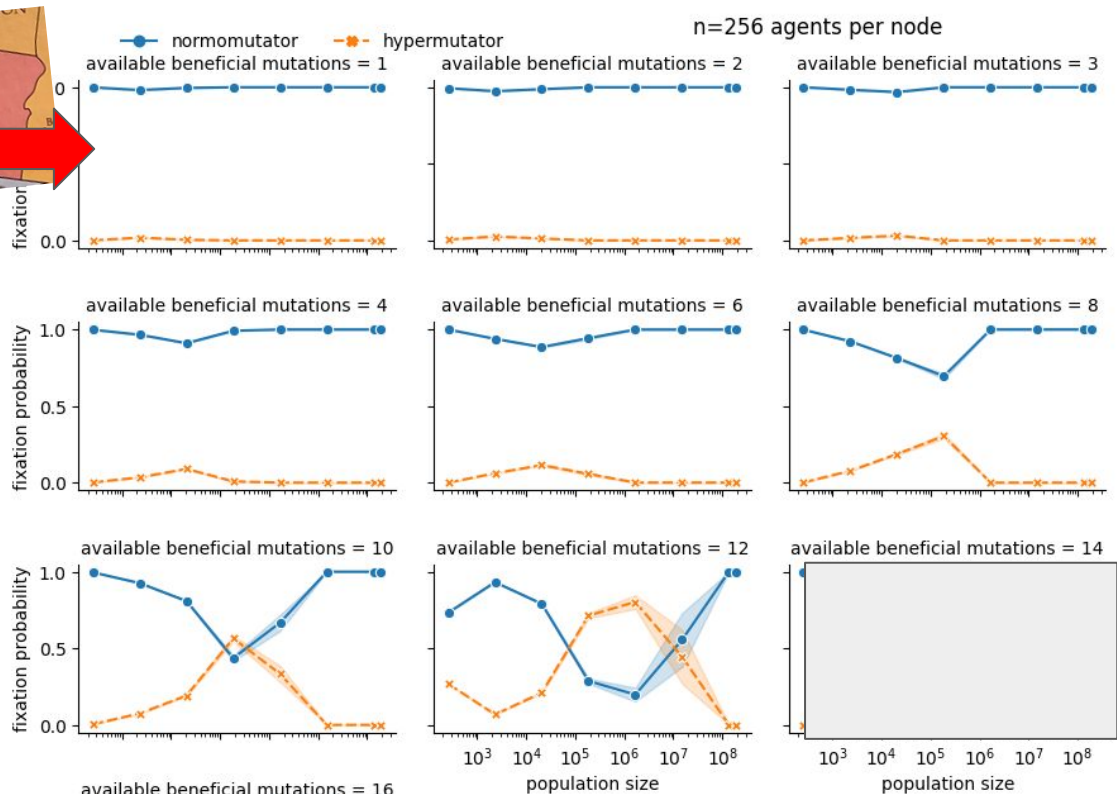 n=256 agents per node
normomutator hypermutator
available beneficial mutations = 1 available beneficial mutations = 2 available beneficial mutations = 3
0
fixation
0.0
available beneficial mutations = 4 available beneficial mutations = 6 available beneficial mutations = 8
fixation probability
1.0
0.5
0.0
available beneficial mutations = 10 available beneficial mutations = 12 available beneficial mutations = 14
fixation probability
1.0
0.5
0.0
10³ 10⁴ 10⁵ 10⁶ 10⁷ 10⁸ 10³ 10⁴ 10⁵ 10⁶ 10⁷ 10⁸
population size population size
available beneficial mutations = 16